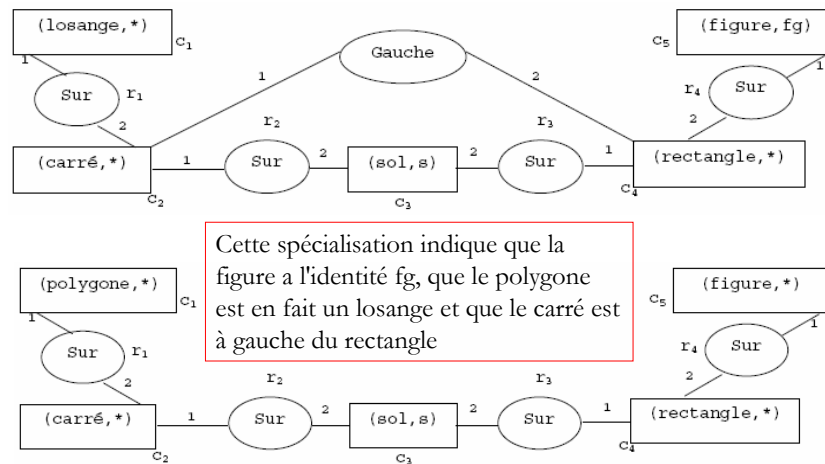 (losange,*)
c1
(figure,fg)
c5
Gauche
1
1
1
2
Sur
r1
r4
Sur
2
2
r2
r3
(carré,*)
1
Sur
2
(sol,s)
2
Sur
1
(rectangle,*)
c2
c3
c4
Cette spécialisation indique que la
figure a l'identité fg, que le polygone
est en fait un losange et que le carré est
à gauche du rectangle
(polygone,*)
c1
(figure,*)
c5
1
1
Sur
r1
r4
Sur
2
2
r2
r3
(carré,*)
1
Sur
2
(sol,s)
2
Sur
1
(rectangle,*)
c2
c3
c4